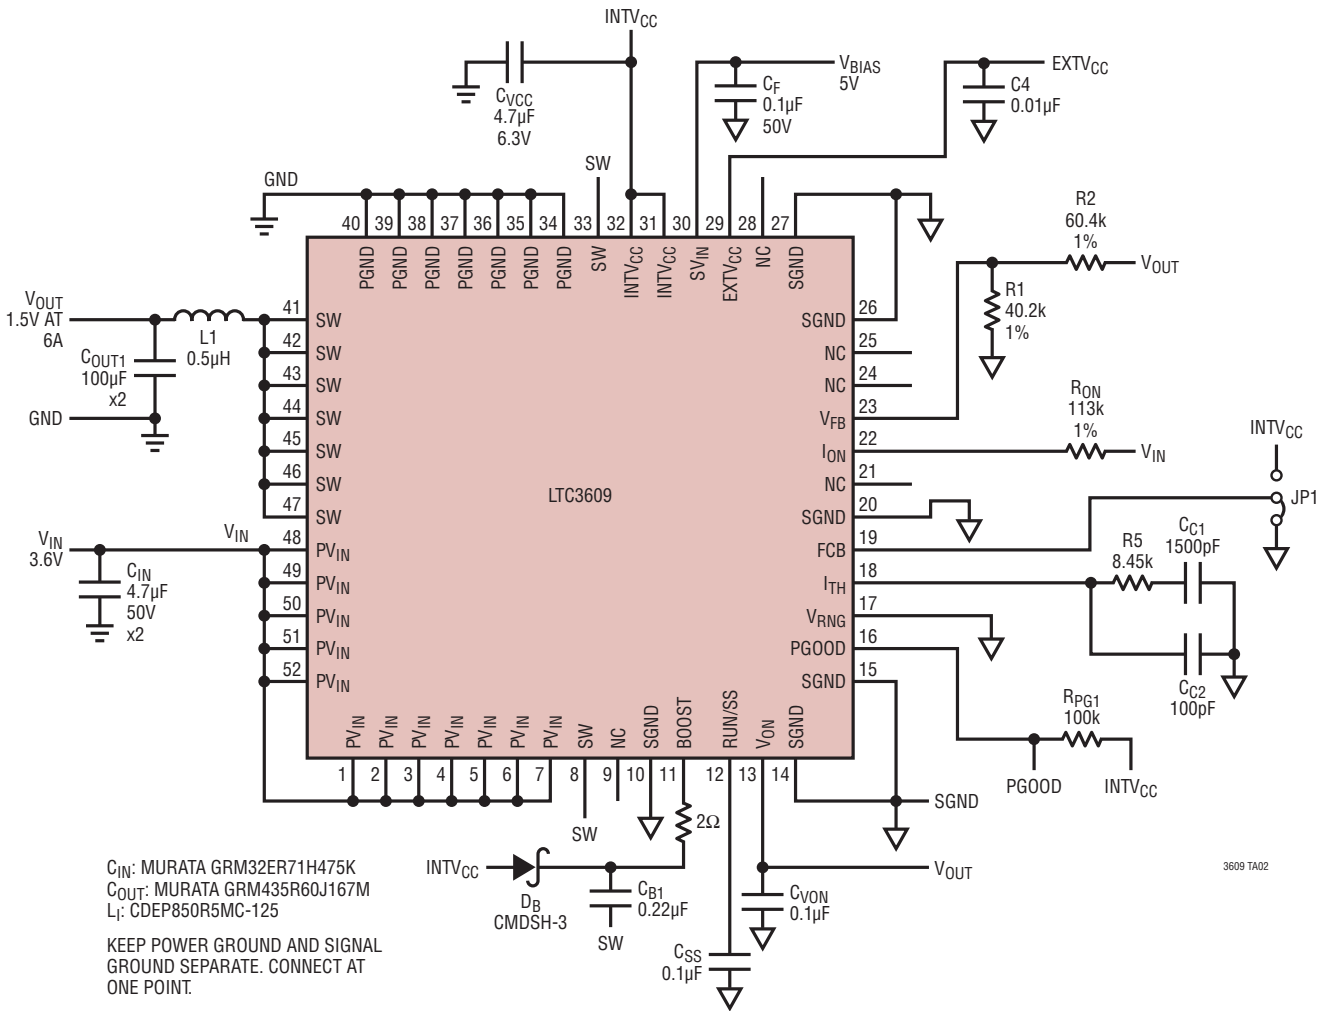 INTVCC
CVCC
4.7µF
6.3V
VBIAS
5V
CF
0.1µF
50V
EXTVCC
C4
0.01µF
SW
GND
40 39 38 37 36 35 34 33 32 31 30 29 28 27
PGND PGND PGND PGND PGND PGND PGND SW INTVCC INTVCC SVIN EXTVCC NC SGND
R2
60.4k
1%
VOUT
R1
40.2k
1%
VOUT
1.5V AT
6A
L1
0.5µH
COUT1
100µF
x2
GND
41 SW
42 SW
43 SW
44 SW
45 SW
46 SW
47 SW
VIN
3.6V
VIN
48 PVIN
49 PVIN
50 PVIN
51 PVIN
52 PVIN
CIN
4.7µF
50V
x2
LTC3609
SGND 26
NC 25
NC 24
VFB 23
ION 22
NC 21
SGND 20
FCB 19
ITH 18
VRNG 17
PGOOD 16
SGND 15
RON
113k
1%
VIN
INTVCC
JP1
R5
8.45k
CC1
1500pF
CC2
100pF
RPG1
100k
PGOOD
INTVCC
PVIN PVIN PVIN PVIN PVIN PVIN PVIN SW NC SGND BOOST RUN/SS VON SGND
1 2 3 4 5 6 7 8 9 10 11 12 13 14
SW
2Ω
SGND
INTVCC
DB
CMDSH-3
CB1
0.22µF
SW
VOUT
CVON
0.1µF
CSS
0.1µF
3609 TA02
CIN: MURATA GRM32ER71H475K
COUT: MURATA GRM435R60J167M
LI: CDEP850R5MC-125
KEEP POWER GROUND AND SIGNAL
GROUND SEPARATE. CONNECT AT
ONE POINT.